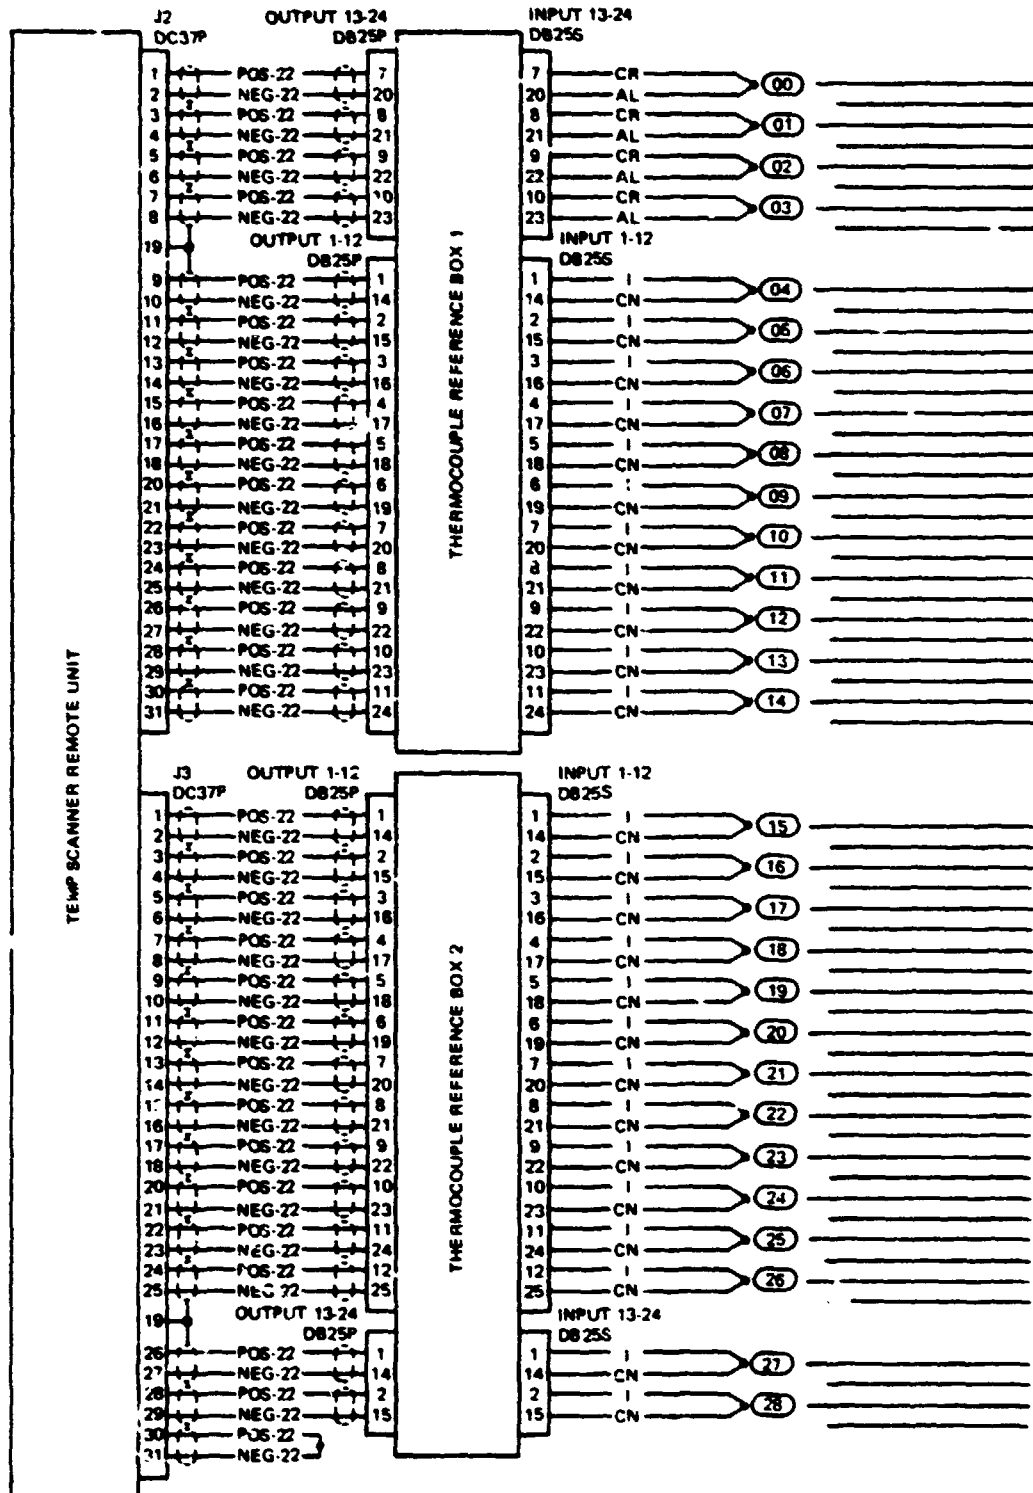 J2 OUTPUT 13-24 INPUT 13-24
DC37P DB25P DB25S
1 POS-22 7 7 CR 00
2 NEG-22 20 20 AL
3 POS-22 8 8 CR 01
4 NEG-22 21 21 AL
5 POS-22 9 9 CR 02
6 NEG-22 22 22 AL
7 POS-22 10 10 CR 03
8 NEG-22 23 23 AL
19 OUTPUT 1-12 INPUT 1-12
DB25P DB25S
9 POS-22 1 1 I 04
10 NEG-22 14 14 CN
11 POS-22 2 2 I 05
12 NEG-22 15 15 CN
13 POS-22 3 3 I 06
14 NEG-22 16 16 CN
15 POS-22 4 4 I 07
16 NEG-22 17 17 CN
17 POS-22 5 5 I 08
18 NEG-22 18 18 CN
20 POS-22 6 6 I 09
21 NEG-22 19 19 CN
22 POS-22 7 7 I 10
23 NEG-22 20 20 CN
24 POS-22 8 8 I 11
25 NEG-22 21 21 CN
26 POS-22 9 9 I 12
27 NEG-22 22 22 CN
28 POS-22 10 10 I 13
29 NEG-22 23 23 CN
30 POS-22 11 11 I 14
31 NEG-22 24 24 CN
THERMOCOUPLE REFERENCE BOX 1
TEMP SCANNER REMOTE UNIT
J3 OUTPUT 1-12 INPUT 1-12
DC37P DB25P DB25S
1 POS-22 1 1 I 15
2 NEG-22 14 14 CN
3 POS-22 2 2 I 16
4 NEG-22 15 15 CN
5 POS-22 3 3 I 17
6 NEG-22 16 16 CN
7 POS-22 4 4 I 18
8 NEG-22 17 17 CN
9 POS-22 5 5 I 19
10 NEG-22 18 18 CN
11 POS-22 6 6 I 20
12 NEG-22 19 19 CN
13 POS-22 7 7 I 21
14 NEG-22 20 20 CN
POS-22 8 8 I 22
16 NEG-22 21 21 CN
17 POS-22 9 9 I 23
18 NEG-22 22 22 CN
20 POS-22 10 10 I 24
21 NEG-22 23 23 CN
22 POS-22 11 11 I 25
23 NEG-22 24 24 CN
24 POS-22 12 12 I 26
25 NEG-22 25 25 CN
19 OUTPUT 13-24 INPUT 13-24
DB25P DB25S
26 POS-22 1 1 I 27
27 NEG-22 14 14 CN
28 POS-22 2 2 I 28
29 NEG-22 15 15 CN
30 POS-22
31 NEG-22
THERMOCOUPLE REFERENCE BOX 2